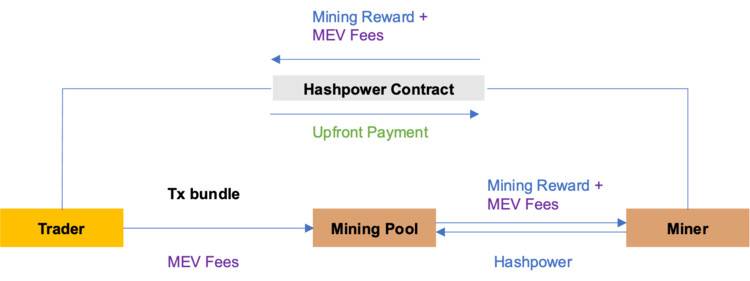 Mining Reward +
MEV Fees
Hashpower Contract
Upfront Payment
Tx bundle
Mining Reward +
MEV Fees
Trader
Mining Pool
Miner
MEV Fees
Hashpower